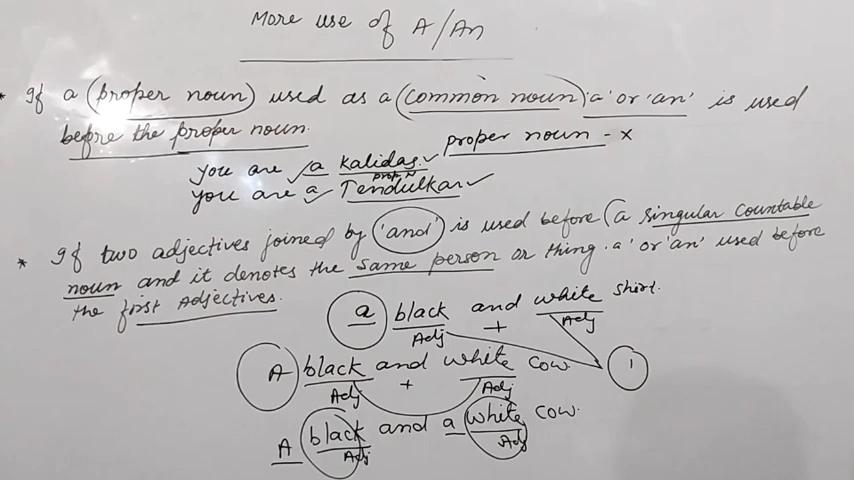 More use of A/An
* If a (proper noun) used as a (common noun) 'a' or 'an' is used
before the proper noun.
proper noun - x
you are a Kalidas. ✓
prop. N
you are a ✓ Tendulkar ✓
* If two adjectives joined by 'and' is used before (a singular countable
noun and it denotes the same person or thing. 'a' or 'an' used before
the first Adjectives.
a black and white shirt.
Adj + Adj
A black and white cow. 1
Adj + Adj
A black and a white cow.
Adj Adj